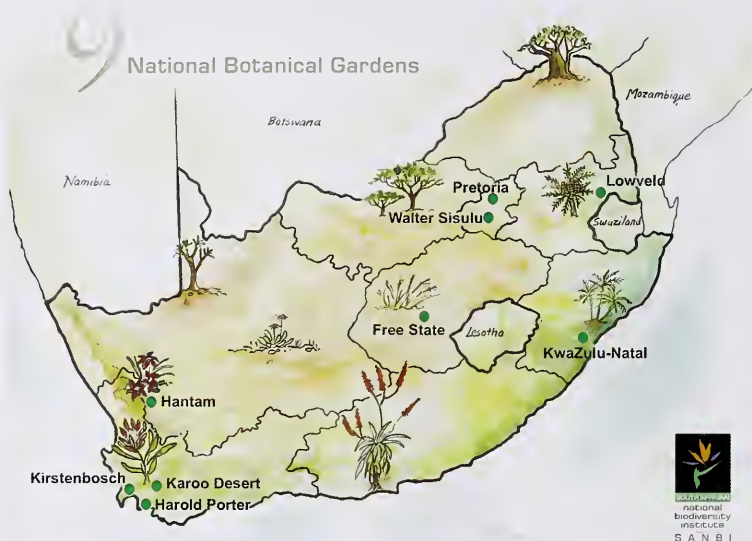 9 National Botanical Gardens
Mozambique
Botswana
Namibia
Pretoria
Lowveld
Walter Sisulu
Swaziland
Free State
Lesotho
KwaZulu-Natal
Hantam
Kirstenbosch
Karoo Desert
Harold Porter
SOUTH AFRICAN
national
biodiversity
institute
SANBI